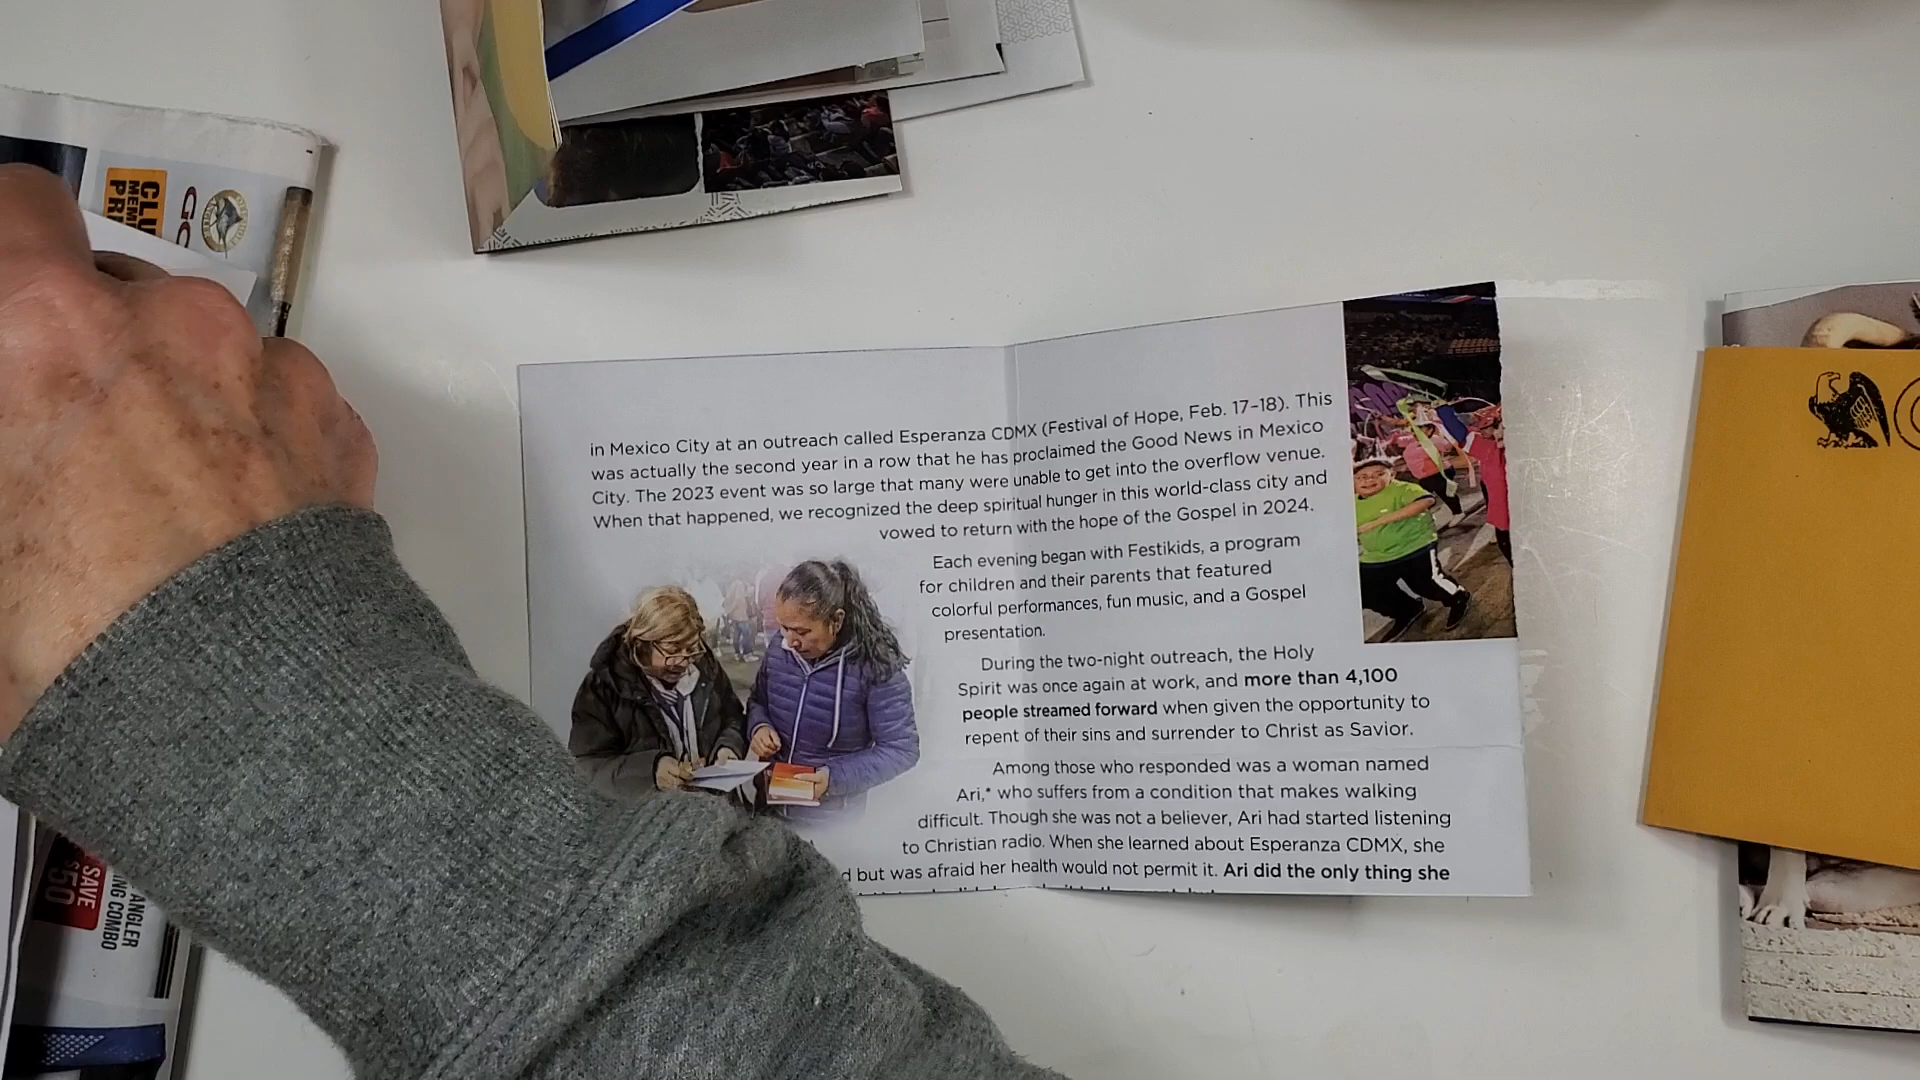 CLU
MEM
PR
GC
in Mexico City at an outreach called Esperanza CDMX (Festival of Hope, Feb. 17–18). This
was actually the second year in a row that he has proclaimed the Good News in Mexico
City. The 2023 event was so large that many were unable to get into the overflow venue.
When that happened, we recognized the deep spiritual hunger in this world-class city and
vowed to return with the hope of the Gospel in 2024.
Each evening began with Festikids, a program
for children and their parents that featured
colorful performances, fun music, and a Gospel
presentation.
During the two-night outreach, the Holy
Spirit was once again at work, and more than 4,100
people streamed forward when given the opportunity to
repent of their sins and surrender to Christ as Savior.
Among those who responded was a woman named
Ari,* who suffers from a condition that makes walking
difficult. Though she was not a believer, Ari had started listening
to Christian radio. When she learned about Esperanza CDMX, she
d but was afraid her health would not permit it. Ari did the only thing she
SAVE
$50
ANGLER
NG COMBO